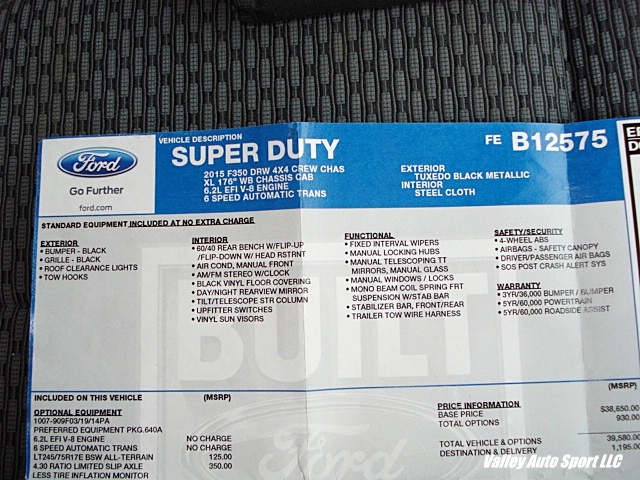 Ford
Go Further
ford.com
VEHICLE DESCRIPTION
SUPER DUTY
2015 F350 DRW 4X4 CREW CHAS
XL 176" WB CHASSIS CAB
6.2L EFI V-8 ENGINE
6 SPEED AUTOMATIC TRANS
FE B12575
EXTERIOR
TUXEDO BLACK METALLIC
INTERIOR
STEEL CLOTH
STANDARD EQUIPMENT INCLUDED AT NO EXTRA CHARGE
EXTERIOR
• BUMPER - BLACK
• GRILLE - BLACK
• ROOF CLEARANCE LIGHTS
• TOW HOOKS
INTERIOR
• 60/40 REAR BENCH W/FLIP-UP
/FLIP-DOWN W/ HEAD RSTRNT
• AIR COND, MANUAL FRONT
• AM/FM STEREO W/CLOCK
• BLACK VINYL FLOOR COVERING
• DAY/NIGHT REARVIEW MIRROR
• TILT/TELESCOP STR COLUMN
• UPFITTER SWITCHES
• VINYL SUN VISORS
FUNCTIONAL
• FIXED INTERVAL WIPERS
• MANUAL LOCKING HUBS
• MANUAL TELESCOPING TT
MIRRORS, MANUAL GLASS
• MANUAL WINDOWS / LOCKS
• MONO BEAM COIL SPRING FRT
SUSPENSION W/STAB BAR
• STABILIZER BAR, FRONT/REAR
• TRAILER TOW WIRE HARNESS
SAFETY/SECURITY
• 4-WHEEL ABS
• AIRBAGS - SAFETY CANOPY
• DRIVER/PASSENGER AIR BAGS
• SOS POST CRASH ALERT SYS
WARRANTY
• 3YR/36,000 BUMPER / BUMPER
• 5YR/60,000 POWERTRAIN
• 5YR/60,000 ROADSIDE ASSIST
BUILT
Ford
INCLUDED ON THIS VEHICLE (MSRP)
OPTIONAL EQUIPMENT
1007-909F03/19/14PA
PREFERRED EQUIPMENT PKG.640A
6.2L EFI V-8 ENGINE NO CHARGE
6 SPEED AUTOMATIC TRANS NO CHARGE
LT245/75R17E BSW ALL-TERRAIN 125.00
4.30 RATIO LIMITED SLIP AXLE 350.00
LESS TIRE INFLATION MONITOR
(MSRP)
PRICE INFORMATION
BASE PRICE $38,650.00
TOTAL OPTIONS 930.00
TOTAL VEHICLE & OPTIONS 39,580.00
DESTINATION & DELIVERY 1,195.00
Valley Auto Sport LLC